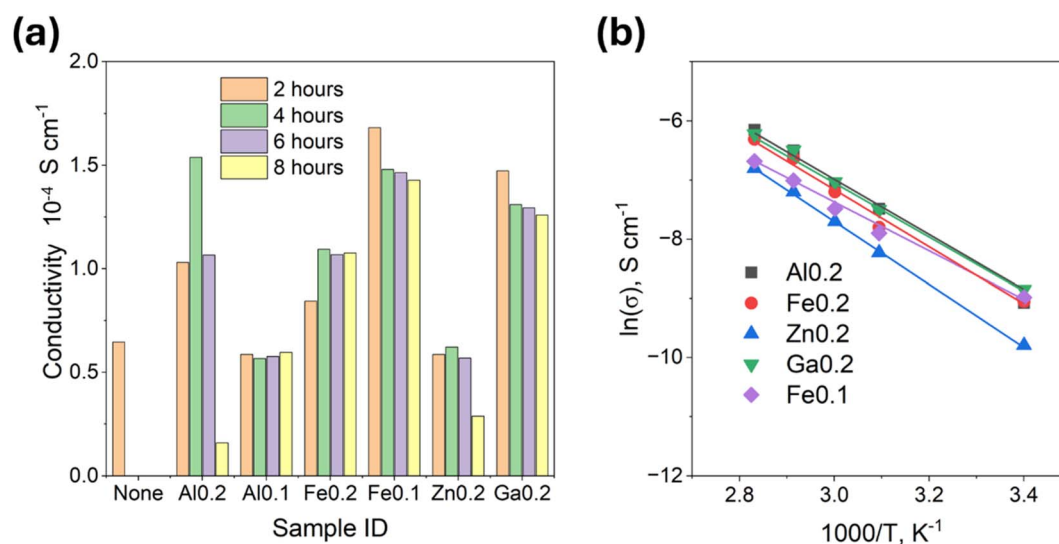 (a)
2.0
1.5
1.0
0.5
0.0
Conductivity 10⁻⁴ S cm⁻¹
2 hours
4 hours
6 hours
8 hours
None Al0.2 Al0.1 Fe0.2 Fe0.1 Zn0.2 Ga0.2
Sample ID
(b)
−6
−8
−10
−12
ln(σ), S cm⁻¹
Al0.2
Fe0.2
Zn0.2
Ga0.2
Fe0.1
2.8 3.0 3.2 3.4
1000/T, K⁻¹